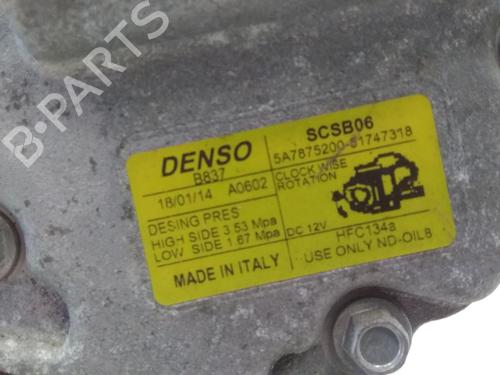 B-PARTS
DENSO
SCSB06
B837
5A7875200-51747318
18/01/14 A0602
CLOCK WISE
ROTATION
DESING PRES
HIGH SIDE 3.53 Mpa
LOW SIDE 1.67 Mpa
DC 12V
HFC134a
MADE IN ITALY
USE ONLY ND-OIL8